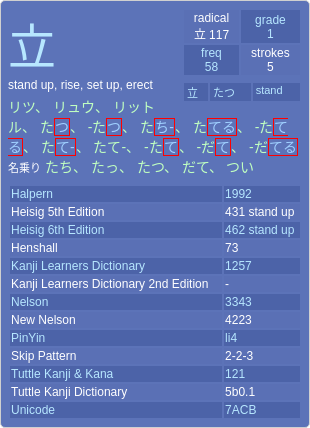 立
radical
立 117
grade
1
freq
58
strokes
5
立
たつ
stand
stand up, rise, set up, erect
リツ、 リュウ、 リット
ル、 たつ、 -たつ、 たち-、 たてる、 -たて
る、 たて-、 たて-、 -たて、 -だて、 -だてる
名乗り たち、 たっ、 たつ、 だて、 つい
Halpern 1992
Heisig 5th Edition 431 stand up
Heisig 6th Edition 462 stand up
Henshall 73
Kanji Learners Dictionary 1257
Kanji Learners Dictionary 2nd Edition -
Nelson 3343
New Nelson 4223
PinYin li4
Skip Pattern 2-2-3
Tuttle Kanji & Kana 121
Tuttle Kanji Dictionary 5b0.1
Unicode 7ACB